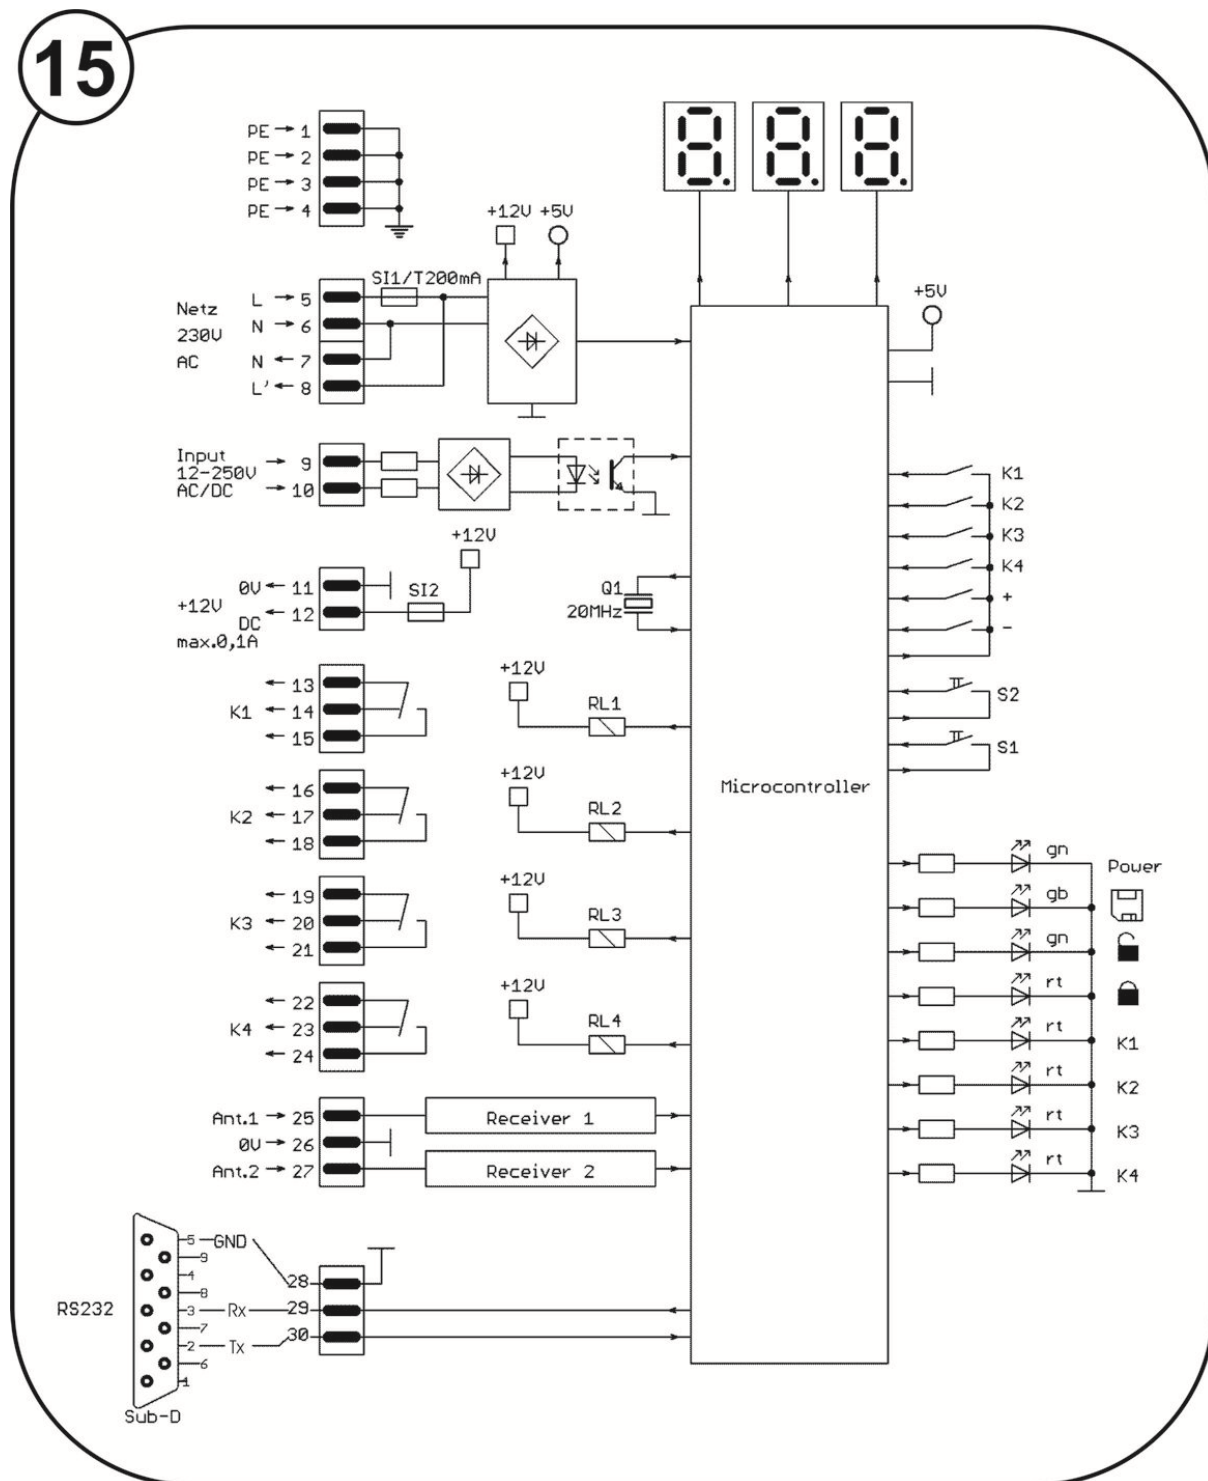 15
PE 1
PE 2
PE 3
PE 4
+12V +5V
SI1/T200mA
Netz
230V
AC
L 5
N 6
N 7
L' 8
+5V
Input
12-250V
AC/DC
9
10
+12V
0V 11
SI2
+12V
DC 12
max.0,1A
Q1
20MHz
K1
K2
K3
K4
+
-
S2
S1
Microcontroller
13
K1 14
15
+12V
RL1
16
K2 17
18
+12V
RL2
19
K3 20
21
+12V
RL3
22
K4 23
24
+12V
RL4
gn Power
gb
gn
rt
rt K1
rt K2
rt K3
rt K4
Ant.1 25 Receiver 1
0V 26
Ant.2 27 Receiver 2
RS232
5 GND 28
9
4
8
3 Rx 29
7
2 Tx 30
6
1
Sub-D